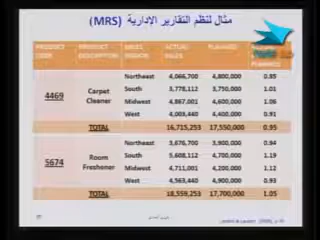 مثال لنظم التقارير الادارية (MRS)
PRODUCT CODE PRODUCT DESCRIPTION SALES REGION ACTUAL SALES PLANNED
4469 Carpet Cleaner
Northeast 4,066,700 4,800,000 0.85
South 3,778,112 3,750,000 1.01
Midwest 4,867,001 4,600,000 1.06
West 4,003,440 4,400,000 0.91
TOTAL 16,715,253 17,550,000 0.95
5674 Room Freshener
Northeast 3,676,700 3,900,000 0.94
South 5,608,112 4,700,000 1.19
Midwest 4,711,001 4,200,000 1.12
West 4,563,440 4,900,000 0.93
TOTAL 18,559,253 17,700,000 1.05